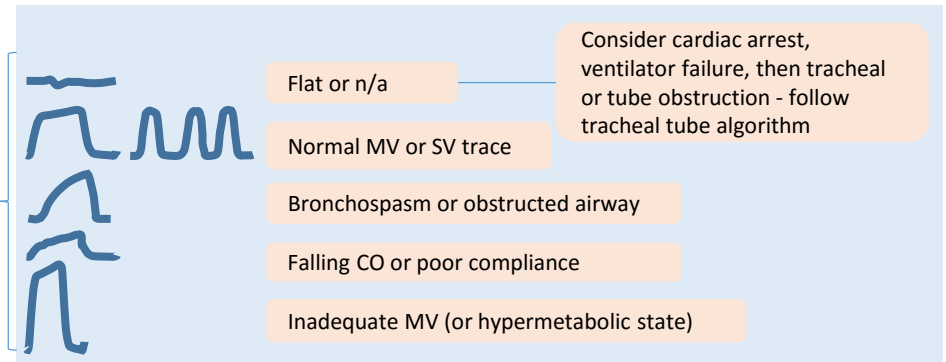 Consider cardiac arrest,
ventilator failure, then tracheal
or tube obstruction - follow
tracheal tube algorithm
Flat or n/a
Normal MV or SV trace
Bronchospasm or obstructed airway
Falling CO or poor compliance
Inadequate MV (or hypermetabolic state)